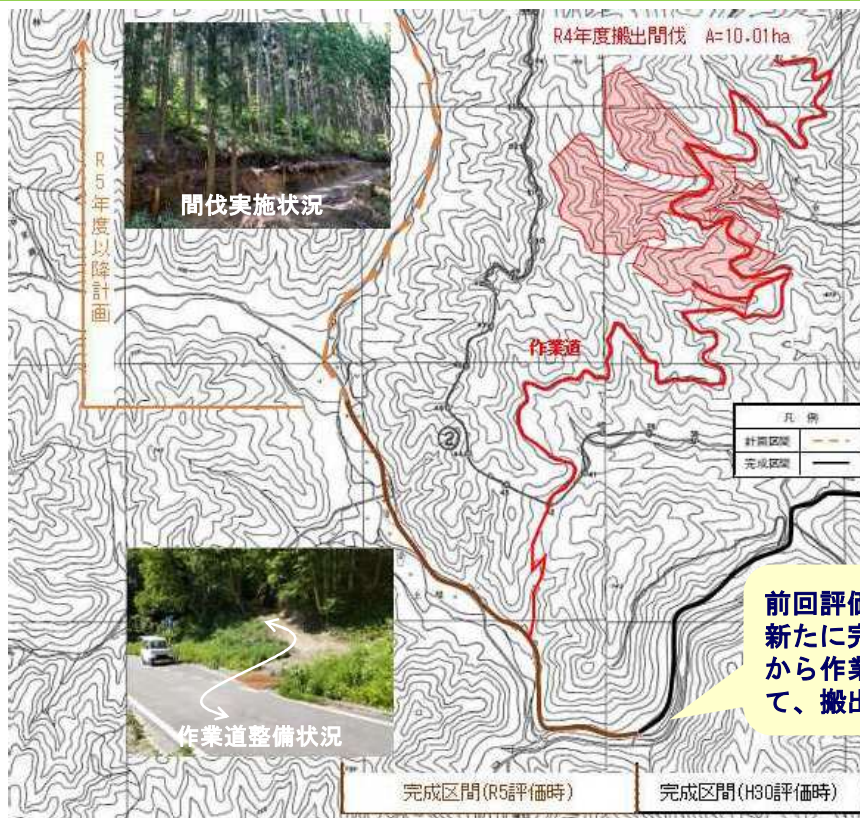 R4年度搬出間伐 A=10.01ha
間伐実施状況
R5年度以降計画
作業道
②
凡例
計画区間
完成区間
前回評価
新たに完
から作業
て、搬出
作業道整備状況
完成区間(R5評価時)
完成区間(H30評価時)